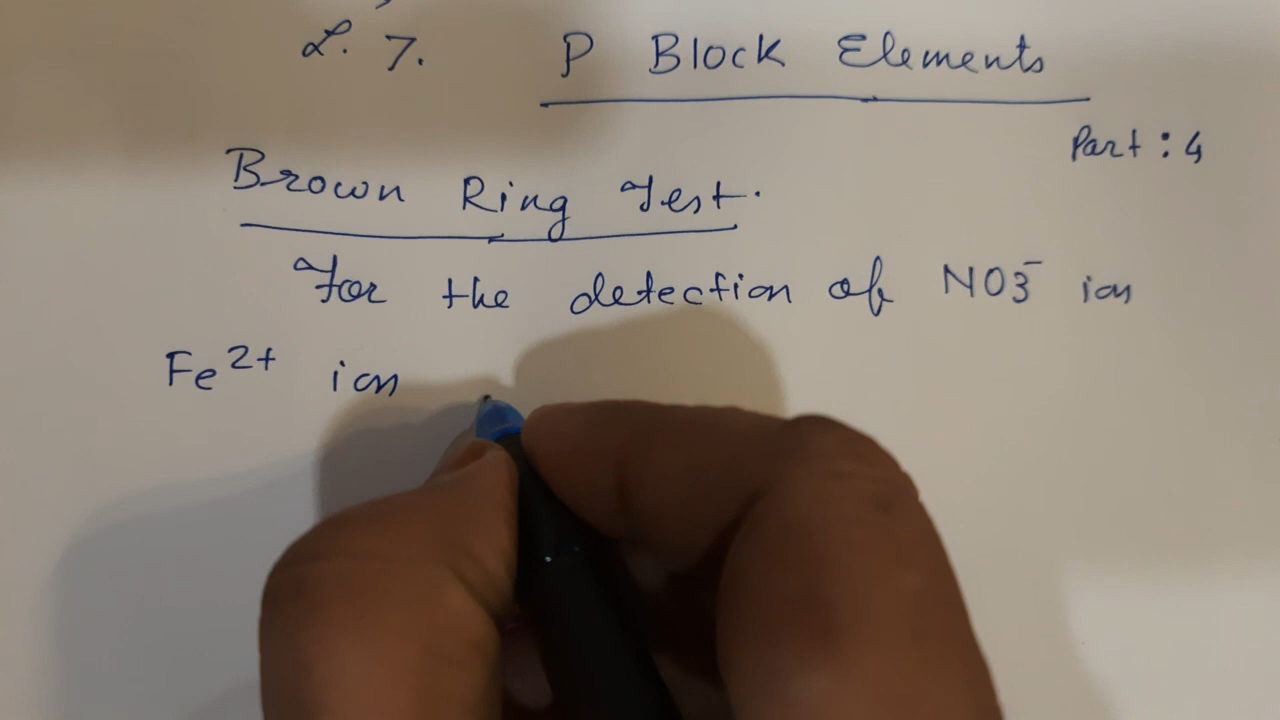 L. 7. P Block Elements
Part : 4
Brown Ring Test.
For the detection of NO3⁻ ion
Fe²⁺ ion